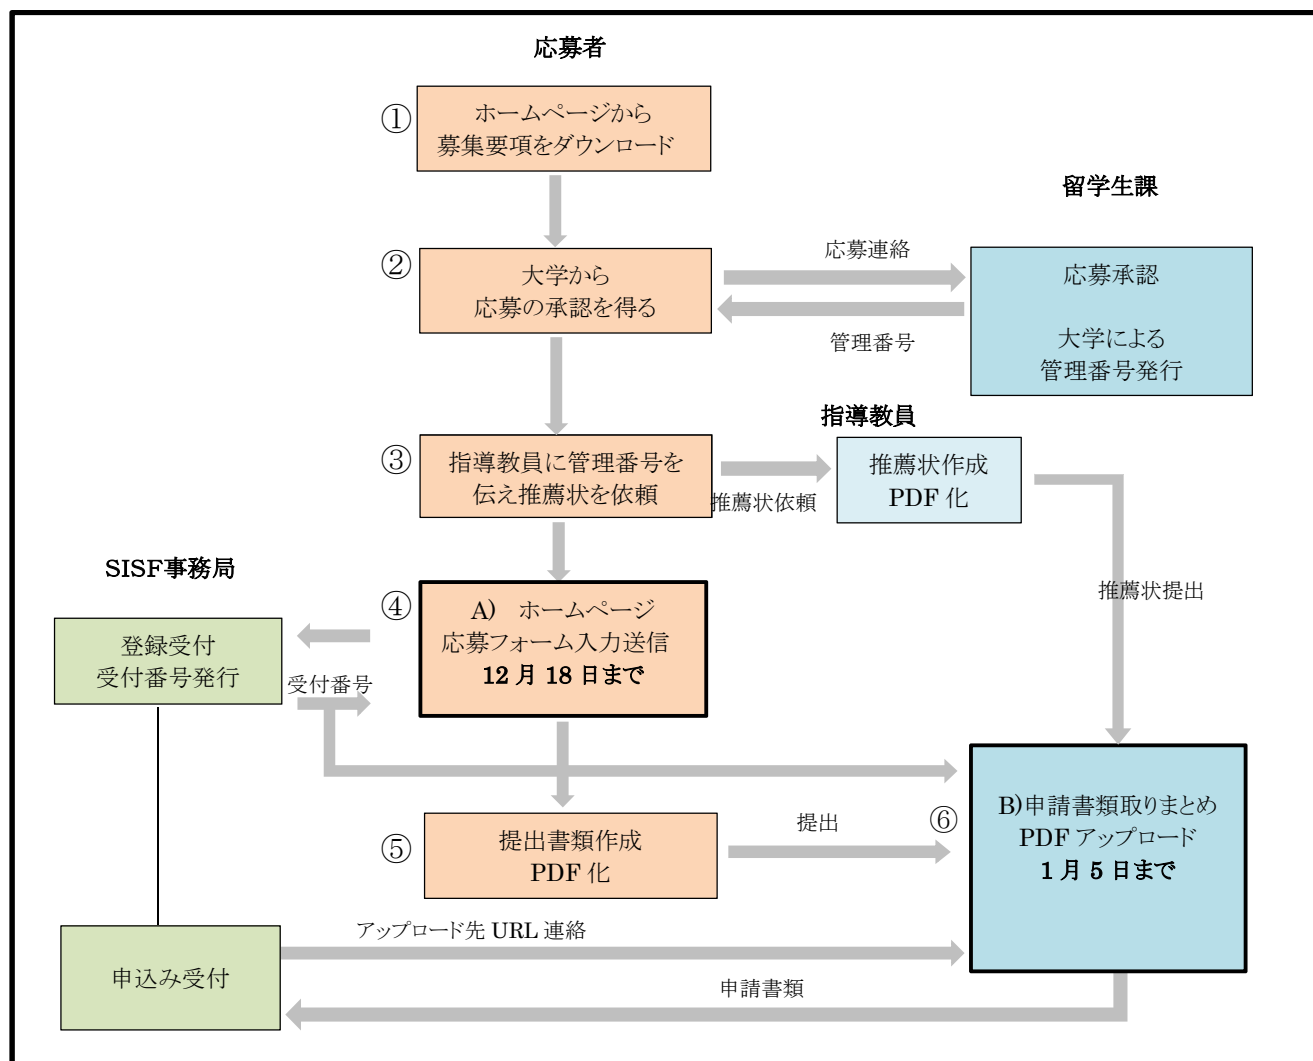 応募者
①
ホームページから
募集要項をダウンロード
留学生課
②
大学から
応募の承認を得る
応募連絡
管理番号
応募承認
大学による
管理番号発行
指導教員
③
指導教員に管理番号を
伝え推薦状を依頼
推薦状依頼
推薦状作成
PDF 化
推薦状提出
SISF事務局
④
A) ホームページ
応募フォーム入力送信
12 月 18 日まで
登録受付
受付番号発行
受付番号
⑤
提出書類作成
PDF 化
提出
⑥
B)申請書類取りまとめ
PDF アップロード
1 月 5 日まで
アップロード先 URL 連絡
申込み受付
申請書類